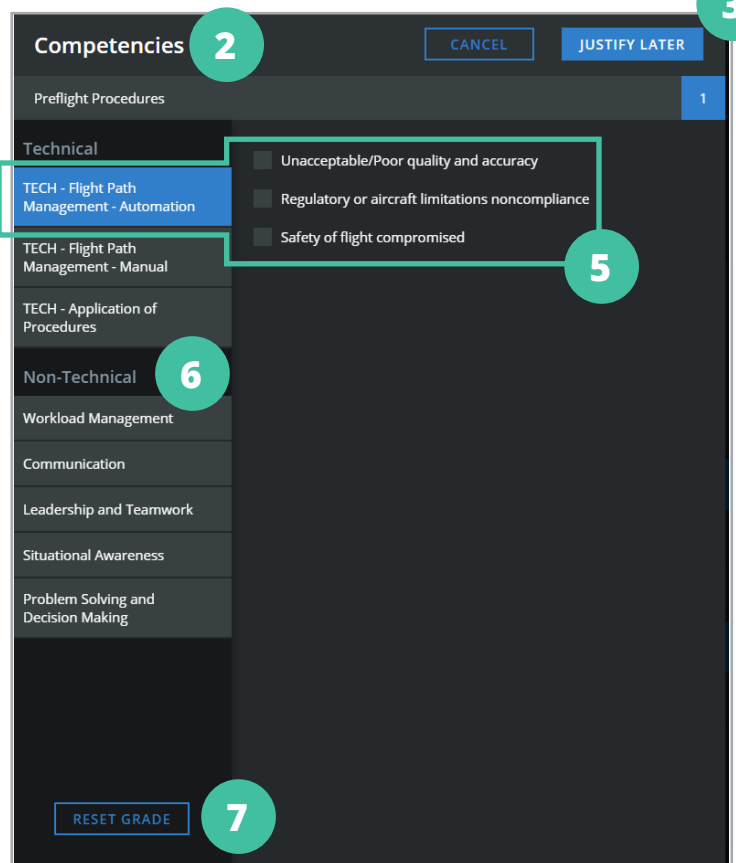 3
Competencies
2
CANCEL
JUSTIFY LATER
Preflight Procedures
1
Technical
TECH - Flight Path
Management - Automation
TECH - Flight Path
Management - Manual
TECH - Application of
Procedures
Unacceptable/Poor quality and accuracy
Regulatory or aircraft limitations noncompliance
Safety of flight compromised
5
Non-Technical
6
Workload Management
Communication
Leadership and Teamwork
Situational Awareness
Problem Solving and
Decision Making
RESET GRADE
7